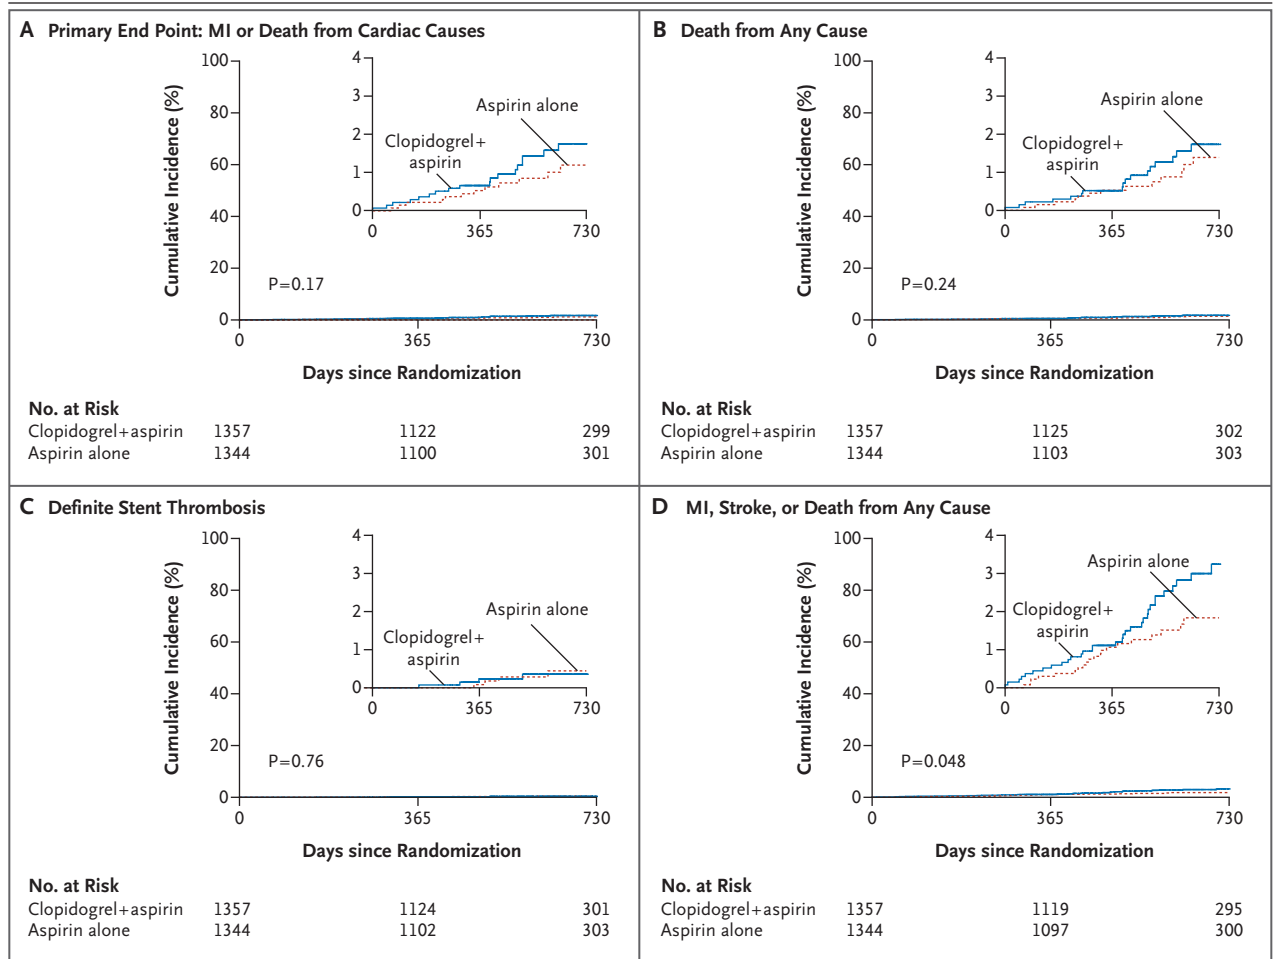 A Primary End Point: MI or Death from Cardiac Causes
Cumulative Incidence (%)
100
80
60
40
20
0
4
3
2
1
0
Aspirin alone
Clopidogrel+
aspirin
0 365 730
P=0.17
0 365 730
Days since Randomization
No. at Risk
Clopidogrel+aspirin 1357 1122 299
Aspirin alone 1344 1100 301
B Death from Any Cause
Cumulative Incidence (%)
100
80
60
40
20
0
4
3
2
1
0
Aspirin alone
Clopidogrel+
aspirin
0 365 730
P=0.24
0 365 730
Days since Randomization
No. at Risk
Clopidogrel+aspirin 1357 1125 302
Aspirin alone 1344 1103 303
C Definite Stent Thrombosis
Cumulative Incidence (%)
100
80
60
40
20
0
4
3
2
1
0
Aspirin alone
Clopidogrel+
aspirin
0 365 730
P=0.76
0 365 730
Days since Randomization
No. at Risk
Clopidogrel+aspirin 1357 1124 301
Aspirin alone 1344 1102 303
D MI, Stroke, or Death from Any Cause
Cumulative Incidence (%)
100
80
60
40
20
0
4
3
2
1
0
Aspirin alone
Clopidogrel+
aspirin
0 365 730
P=0.048
0 365 730
Days since Randomization
No. at Risk
Clopidogrel+aspirin 1357 1119 295
Aspirin alone 1344 1097 300